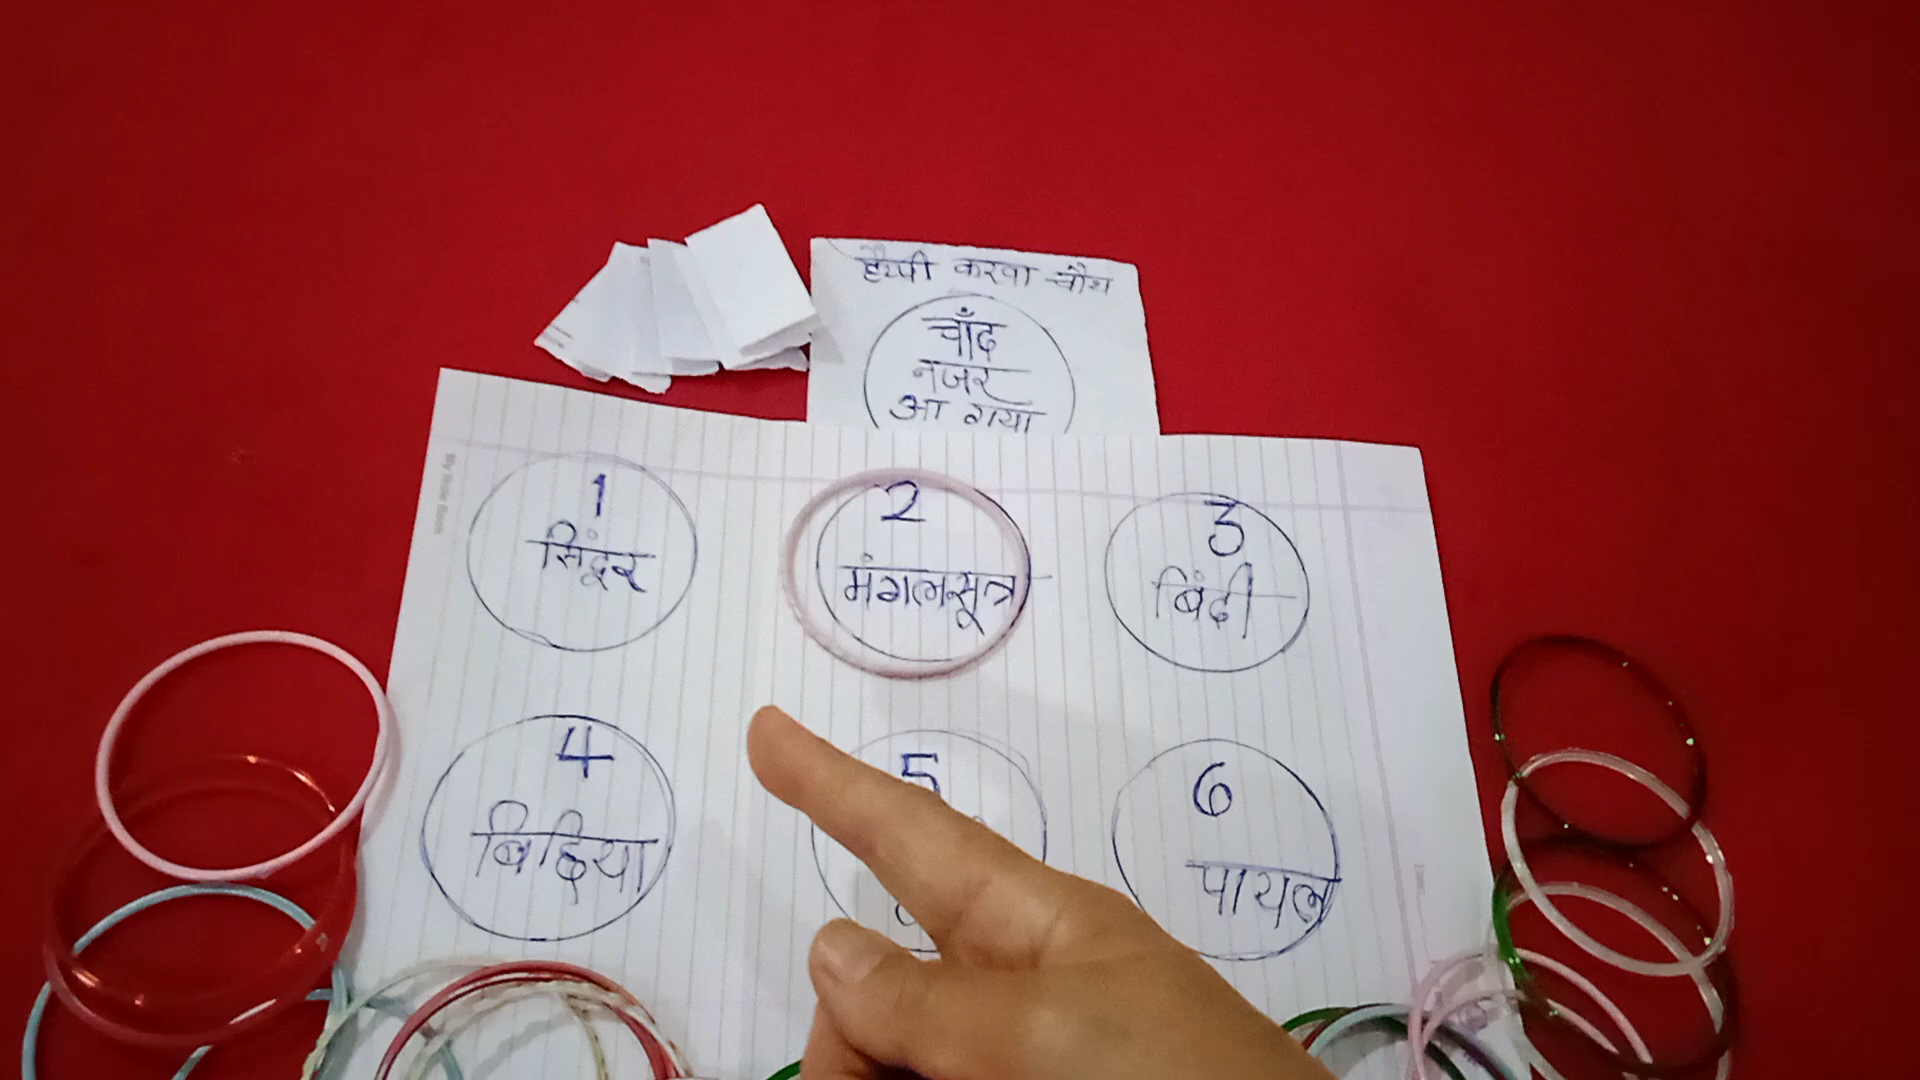 हैप्पी करवा चौथ
चाँद
नजर
आ गया
1
सिंदूर
2
मंगलसूत्र
3
बिंदी
4
बिछिया
5
6
पायल